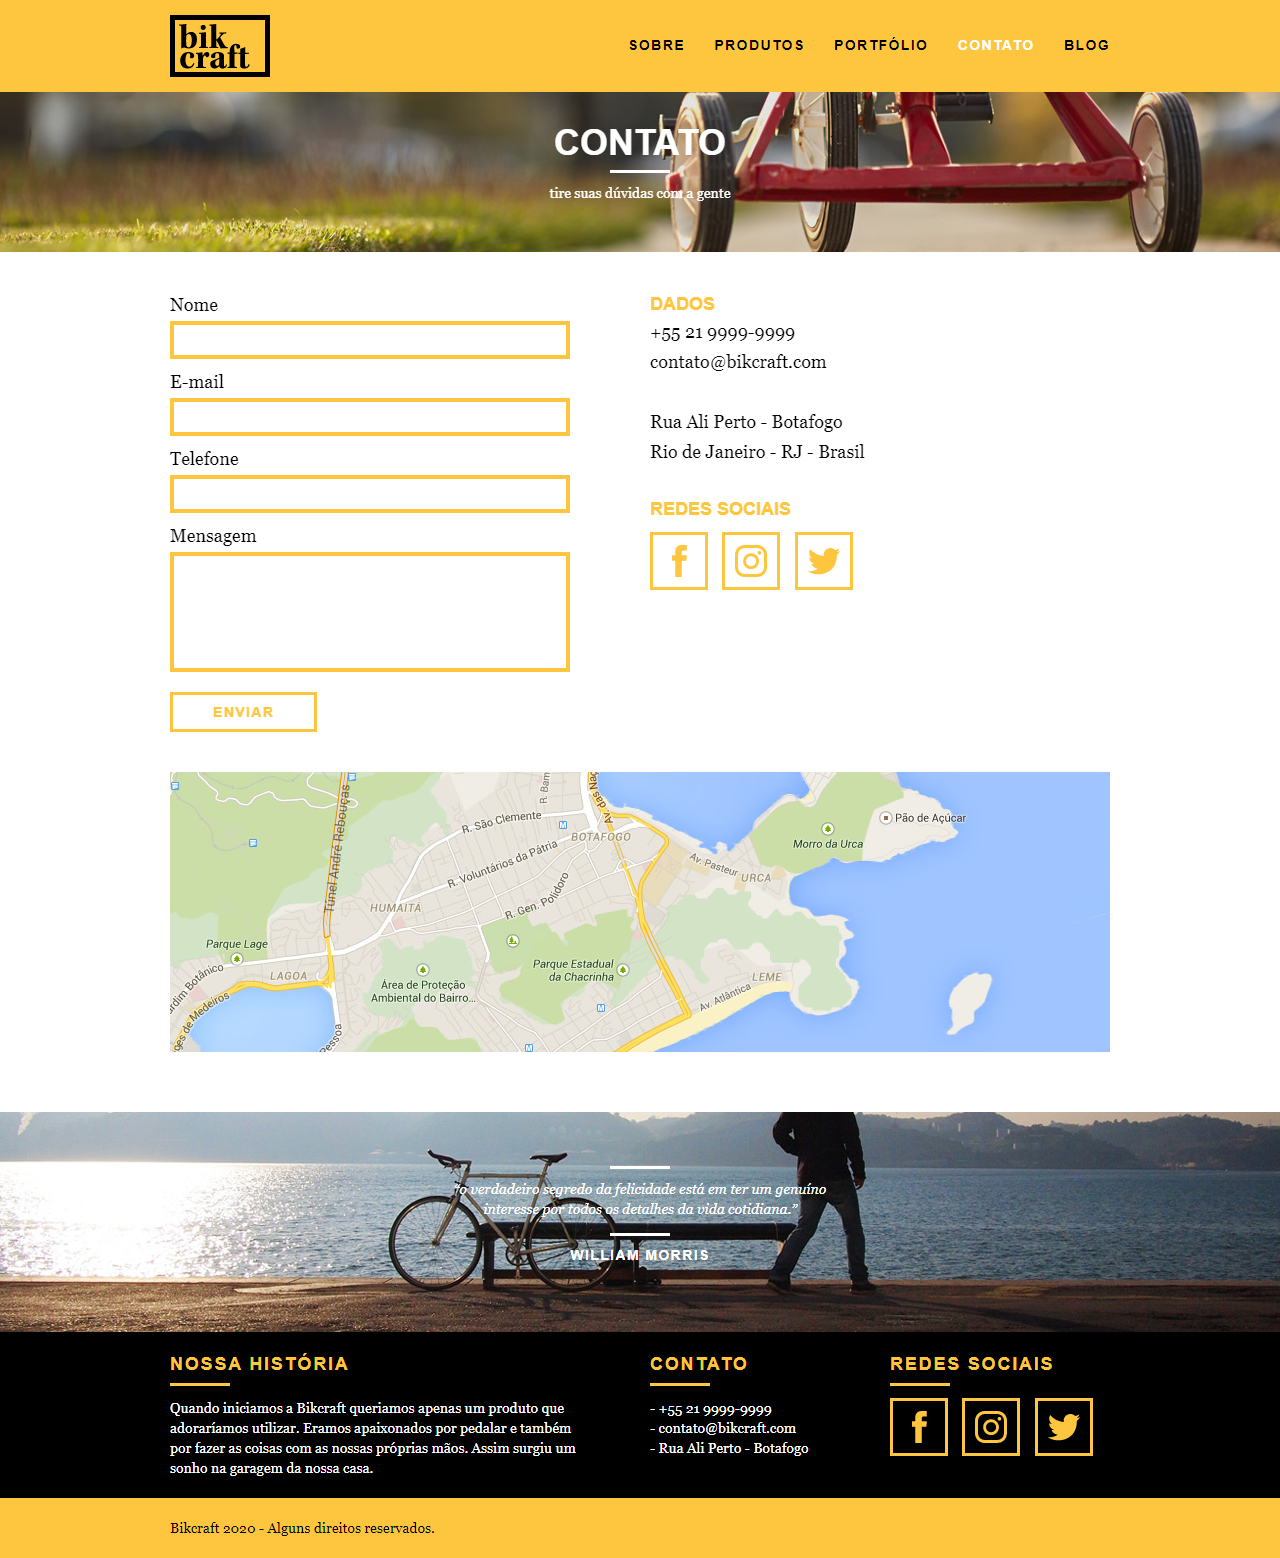 bik
craft
SOBRE PRODUTOS PORTFÓLIO CONTATO BLOG
CONTATO
tire suas dúvidas com a gente
Nome
E-mail
Telefone
Mensagem
ENVIAR
DADOS
+55 21 9999-9999
contato@bikcraft.com
Rua Ali Perto - Botafogo
Rio de Janeiro - RJ - Brasil
REDES SOCIAIS
Túnel André Rebouças
R. Bam
Av. das Naç
R. São Clemente
BOTAFOGO
Pão de Açúcar
Morro da Urca
R. Voluntários da Pátria
Av. Pasteur
URCA
R. Gen. Polidoro
HUMAITÁ
Parque Lage
Parque Estadual
da Chacrinha
LAGOA
LEME
Área de Proteção
Ambiental do Bairro...
Av. Atlântica
rdim Botânico
ges de Medeiros
Pessoa
"o verdadeiro segredo da felicidade está em ter um genuíno
interesse por todos os detalhes da vida cotidiana."
WILLIAM MORRIS
NOSSA HISTÓRIA
Quando iniciamos a Bikcraft queriamos apenas um produto que
adoraríamos utilizar. Eramos apaixonados por pedalar e também
por fazer as coisas com as nossas próprias mãos. Assim surgiu um
sonho na garagem da nossa casa.
CONTATO
- +55 21 9999-9999
- contato@bikcraft.com
- Rua Ali Perto - Botafogo
REDES SOCIAIS
Bikcraft 2020 - Alguns direitos reservados.